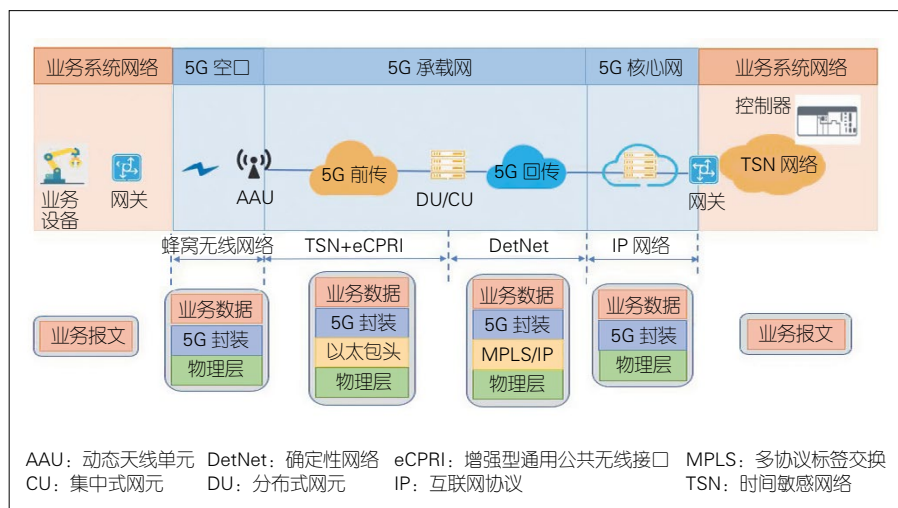 业务系统网络 5G 空口 5G 承载网 5G 核心网 业务系统网络
控制器
5G 前传 5G 回传 TSN 网络
业务设备 网关 AAU DU/CU 网关
蜂窝无线网络 TSN+eCPRI DetNet IP 网络
业务报文
业务数据
5G 封装
物理层
业务数据
5G 封装
以太包头
物理层
业务数据
5G 封装
MPLS/IP
物理层
业务数据
5G 封装
物理层
业务报文
AAU：动态天线单元 DetNet：确定性网络 eCPRI：增强型通用公共无线接口 MPLS：多协议标签交换
CU：集中式网元 DU：分布式网元 IP：互联网协议 TSN：时间敏感网络